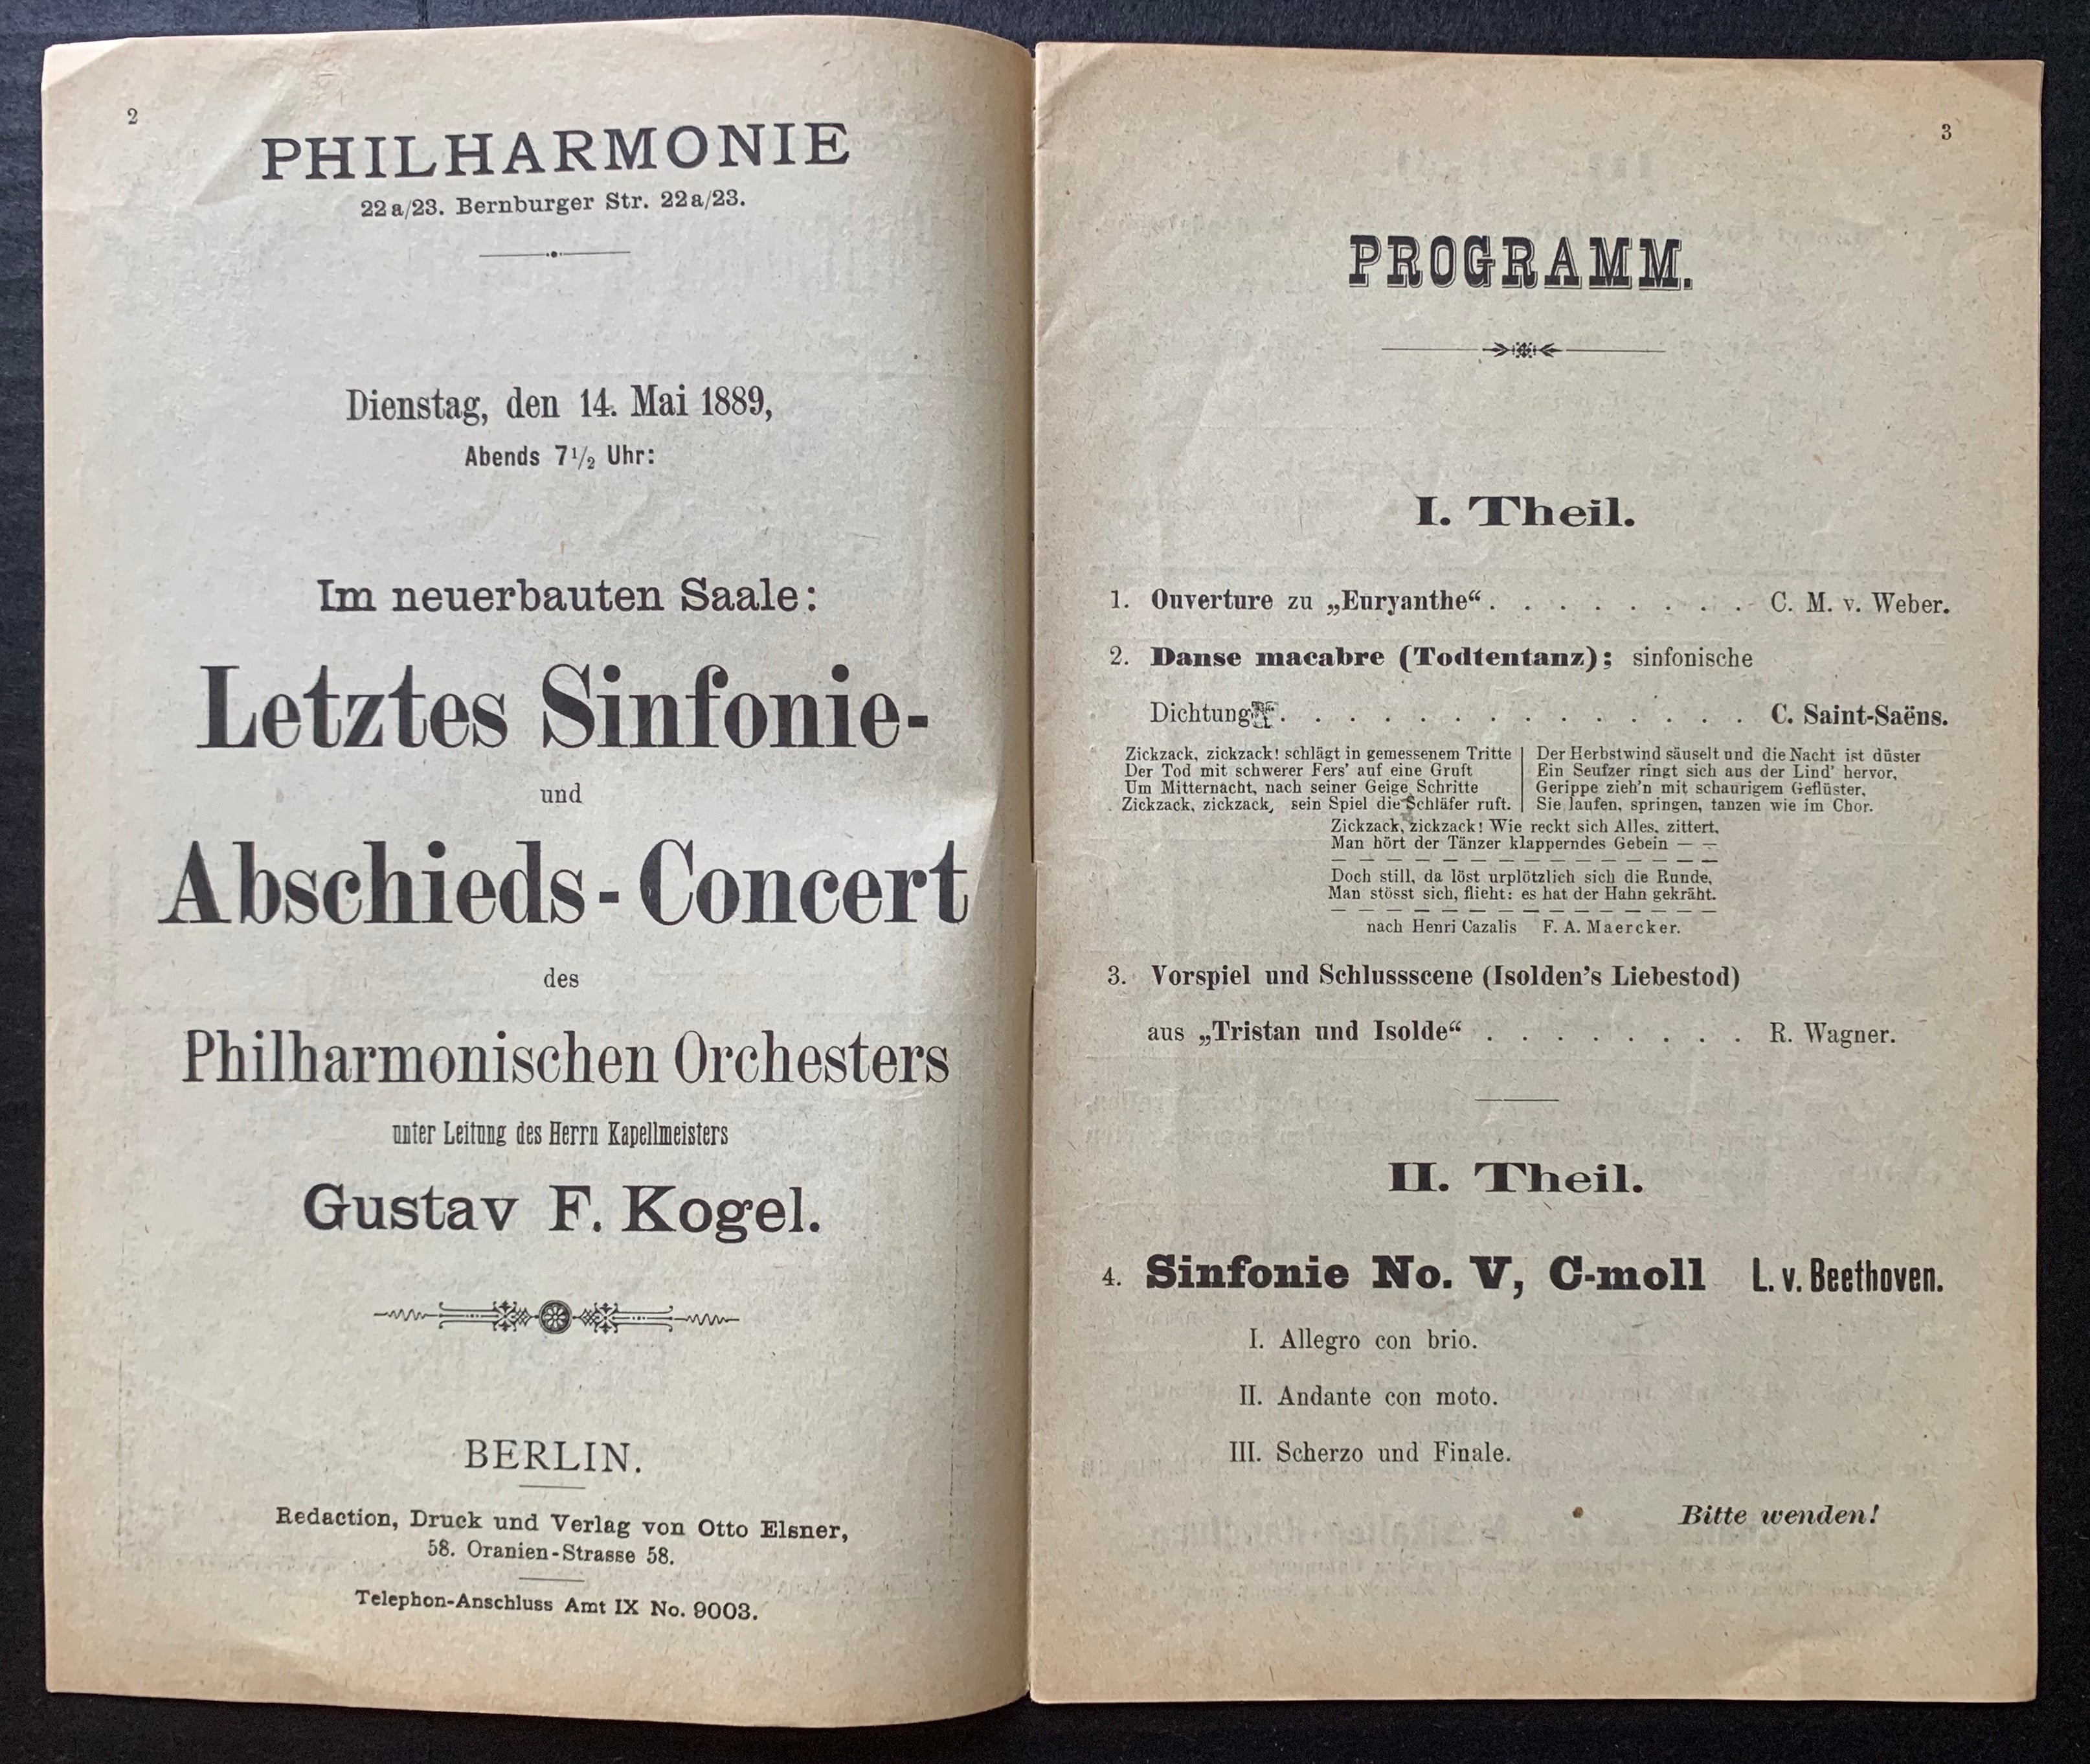 2
PHILHARMONIE
22a/23. Bernburger Str. 22a/23.
Dienstag, den 14. Mai 1889,
Abends 7½ Uhr:
Im neuerbauten Saale:
Letztes Sinfonie-
und
Abschieds-Concert
des
Philharmonischen Orchesters
unter Leitung des Herrn Kapellmeisters
Gustav F. Kogel.
BERLIN.
Redaction, Druck und Verlag von Otto Elsner,
58. Oranien-Strasse 58.
Telephon-Anschluss Amt IX No. 9003.
3
PROGRAMM.
I. Theil.
1. Ouverture zu „Euryanthe“ . . . . . . . . C. M. v. Weber.
2. Danse macabre (Todtentanz); sinfonische
Dichtung . . . . . . . . . . . . . . C. Saint-Saëns.
Zickzack, zickzack! schlägt in gemessenem Tritte
Der Tod mit schwerer Fers' auf eine Gruft
Um Mitternacht, nach seiner Geige Schritte
Zickzack, zickzack, sein Spiel die Schläfer ruft.
Der Herbstwind säuselt und die Nacht ist düster
Ein Seufzer ringt sich aus der Lind' hervor,
Gerippe zieh'n mit schaurigem Geflüster,
Sie laufen, springen, tanzen wie im Chor.
Zickzack, zickzack! Wie reckt sich Alles, zittert,
Man hört der Tänzer klapperndes Gebein — —
— — — — — — — — — — — — —
Doch still, da löst urplötzlich sich die Runde,
Man stösst sich, flieht: es hat der Hahn gekräht.
— — — — — — — — — — — — —
nach Henri Cazalis F. A. Maercker.
3. Vorspiel und Schlussscene (Isolden's Liebestod)
aus „Tristan und Isolde“ . . . . . . . . R. Wagner.
II. Theil.
4. Sinfonie No. V, C-moll L. v. Beethoven.
I. Allegro con brio.
II. Andante con moto.
III. Scherzo und Finale.
Bitte wenden!